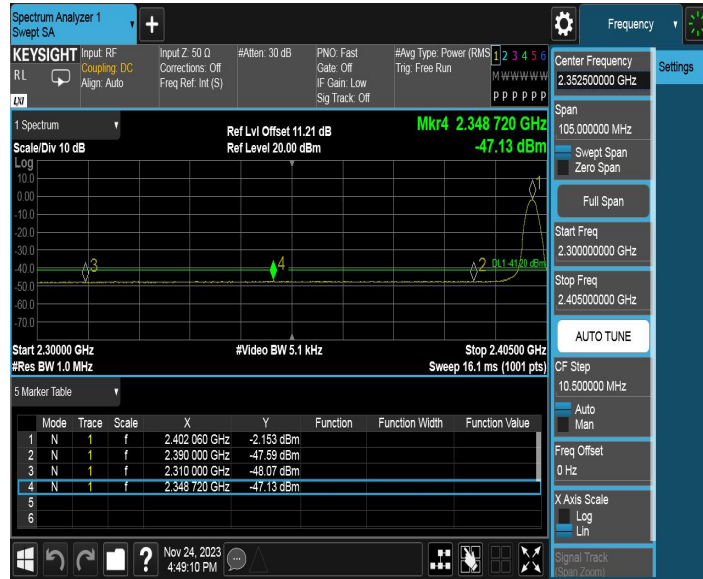 Spectrum Analyzer 1
Swept SA
Frequency
KEYSIGHT
RL
LXI
Input: RF
Coupling: DC
Align: Auto
Input Z: 50 Ω
Corrections: Off
Freq Ref: Int (S)
#Atten: 30 dB
PNO: Fast
Gate: Off
IF Gain: Low
Sig Track: Off
#Avg Type: Power (RMS
Trig: Free Run
1 2 3 4 5 6
M W W W W W
P P P P P P
1 Spectrum
Scale/Div 10 dB
Ref Lvl Offset 11.21 dB
Ref Level 20.00 dBm
Mkr4 2.348 720 GHz
-47.13 dBm
Log
10.0
0.00
-10.0
-20.0
-30.0
-40.0
-50.0
-60.0
-70.0
1
3
4
2
DL1 -41.20 dBm
Start 2.30000 GHz
#Res BW 1.0 MHz
#Video BW 5.1 kHz
Stop 2.40500 GHz
Sweep 16.1 ms (1001 pts)
5 Marker Table
Mode Trace Scale X Y Function Function Width Function Value
1 N 1 f 2.402 060 GHz -2.153 dBm
2 N 1 f 2.390 000 GHz -47.59 dBm
3 N 1 f 2.310 000 GHz -48.07 dBm
4 N 1 f 2.348 720 GHz -47.13 dBm
5
6
Nov 24, 2023
4:49:10 PM
Center Frequency
2.352500000 GHz
Settings
Span
105.000000 MHz
Swept Span
Zero Span
Full Span
Start Freq
2.300000000 GHz
Stop Freq
2.405000000 GHz
AUTO TUNE
CF Step
10.500000 MHz
Auto
Man
Freq Offset
0 Hz
X Axis Scale
Log
Lin
Signal Track
(Span Zoom)